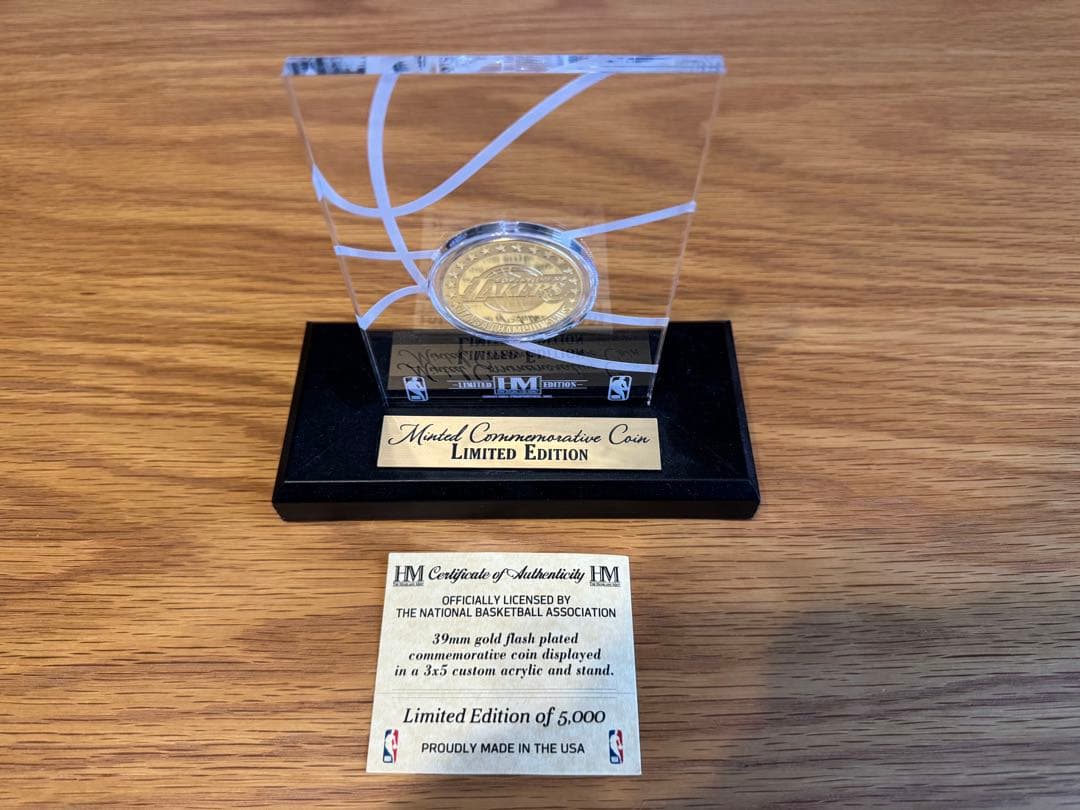 LAKERS
LIMITED HM EDITION
Minted Commemorative Coin
LIMITED EDITION
HM Certificate of Authenticity HM
OFFICIALLY LICENSED BY
THE NATIONAL BASKETBALL ASSOCIATION
39mm gold flash plated
commemorative coin displayed
in a 3x5 custom acrylic and stand.
Limited Edition of 5,000
PROUDLY MADE IN THE USA